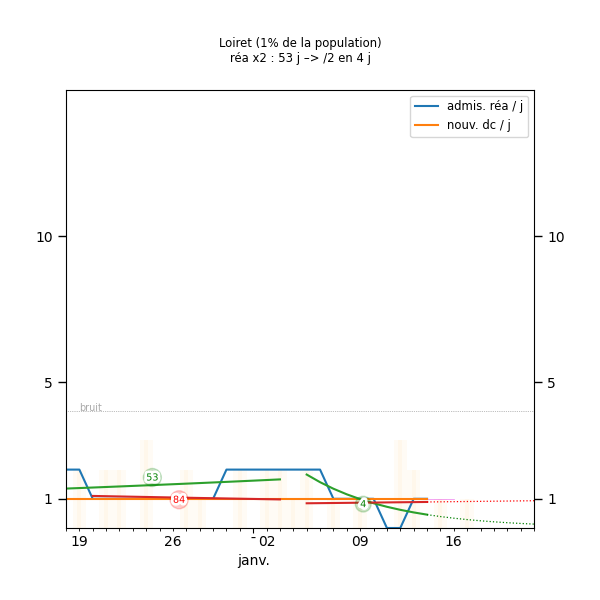 Loiret (1% de la population)
réa x2 : 53 j –> /2 en 4 j
admis. réa / j
nouv. dc / j
10
10
5
5
bruit
53
84
4
1
1
19
26
02
09
16
janv.